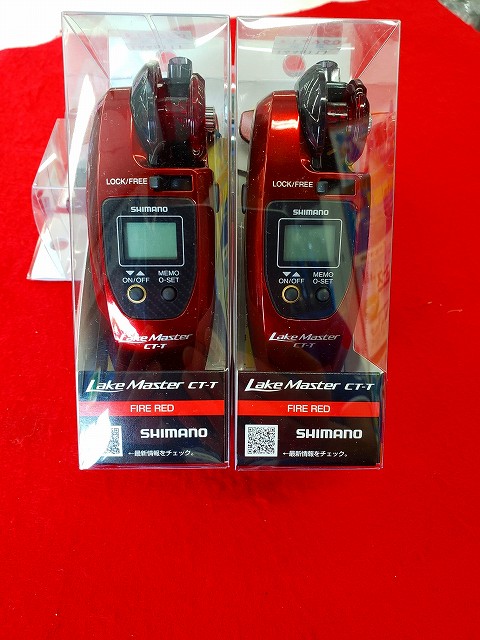 LOCK/FREE
SHIMANO
▼ ▲
ON/OFF
MEMO
0-SET
Lake Master
CT-T
Lake Master CT-T
FIRE RED
SHIMANO
←最新情報をチェック。
LOCK/FREE
SHIMANO
▼ ▲
ON/OFF
MEMO
0-SET
Lake Master
CT-T
Lake Master CT-T
FIRE RED
SHIMANO
←最新情報をチェック。